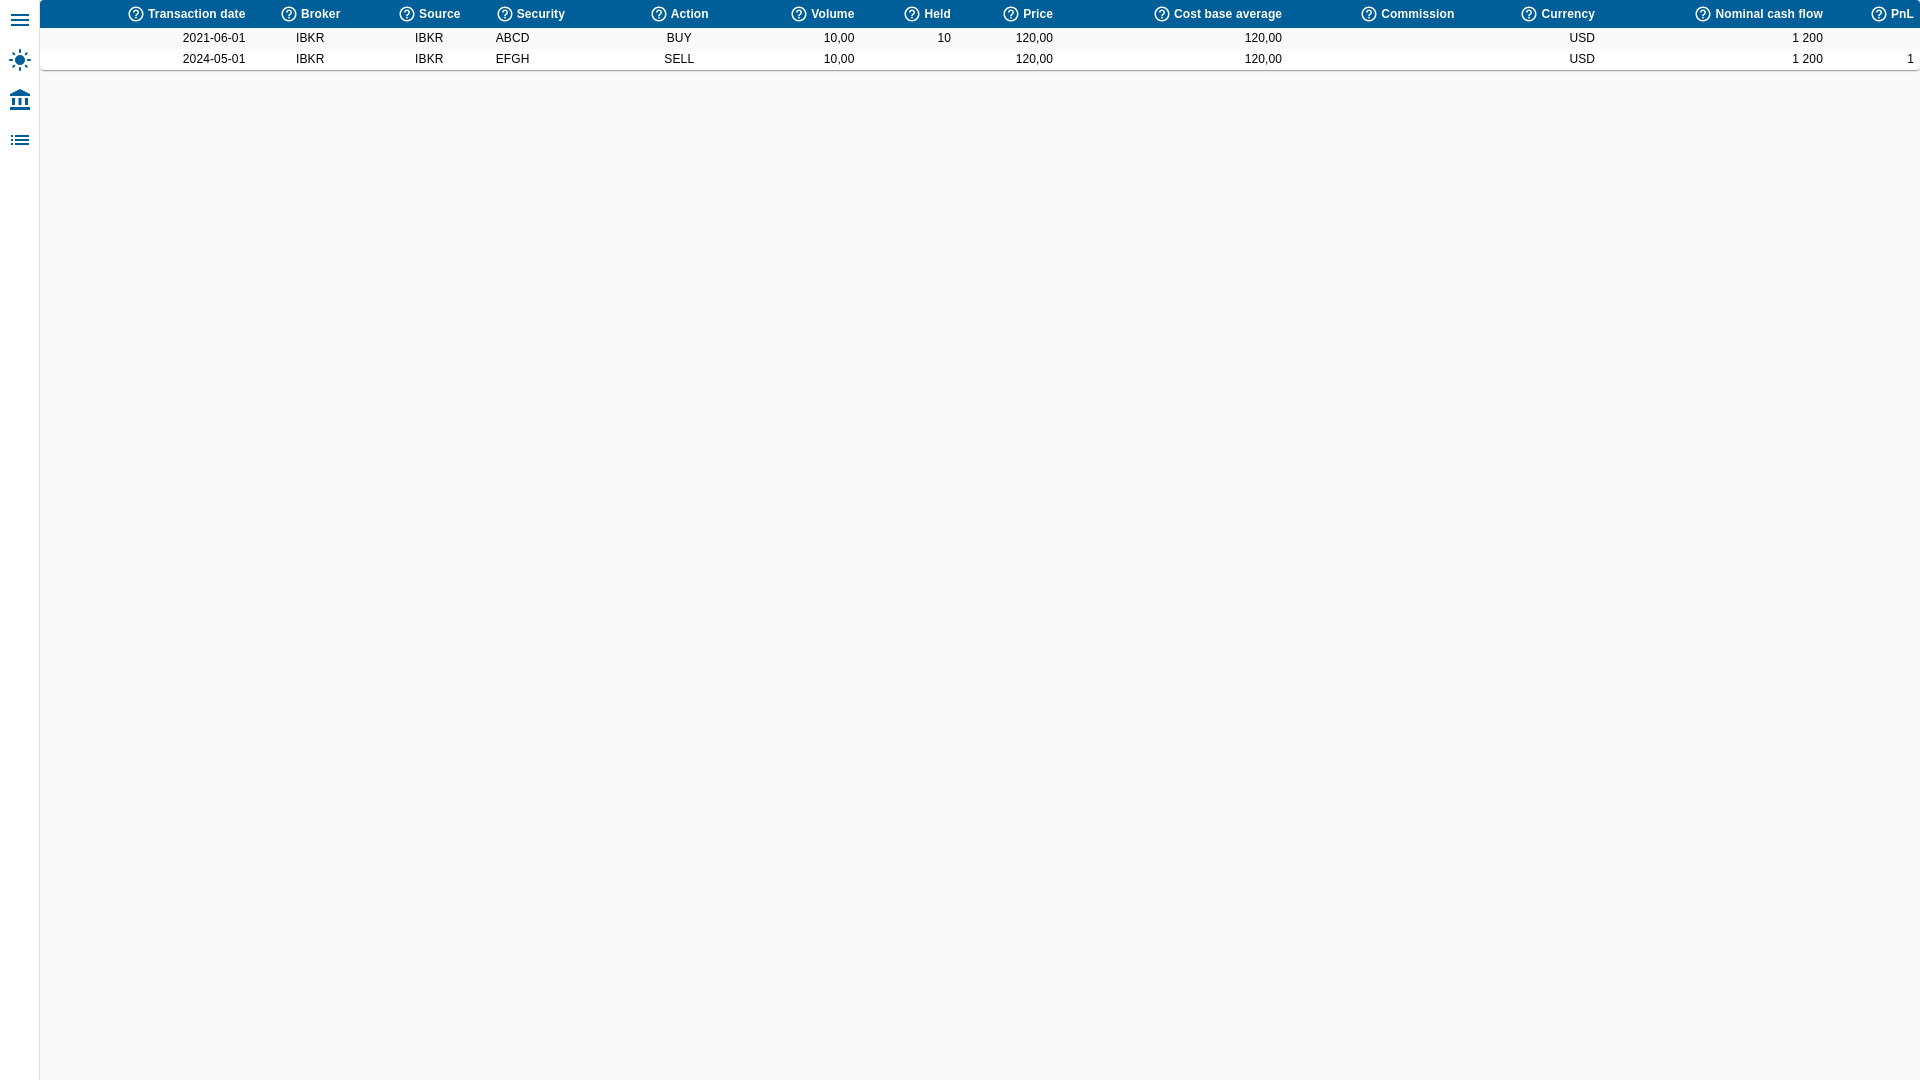 Transaction date Broker Source Security Action Volume Held Price Cost base average Commission Currency Nominal cash flow PnL
2021-06-01 IBKR IBKR ABCD BUY 10,00 10 120,00 120,00 USD 1 200
2024-05-01 IBKR IBKR EFGH SELL 10,00 120,00 120,00 USD 1 200 1